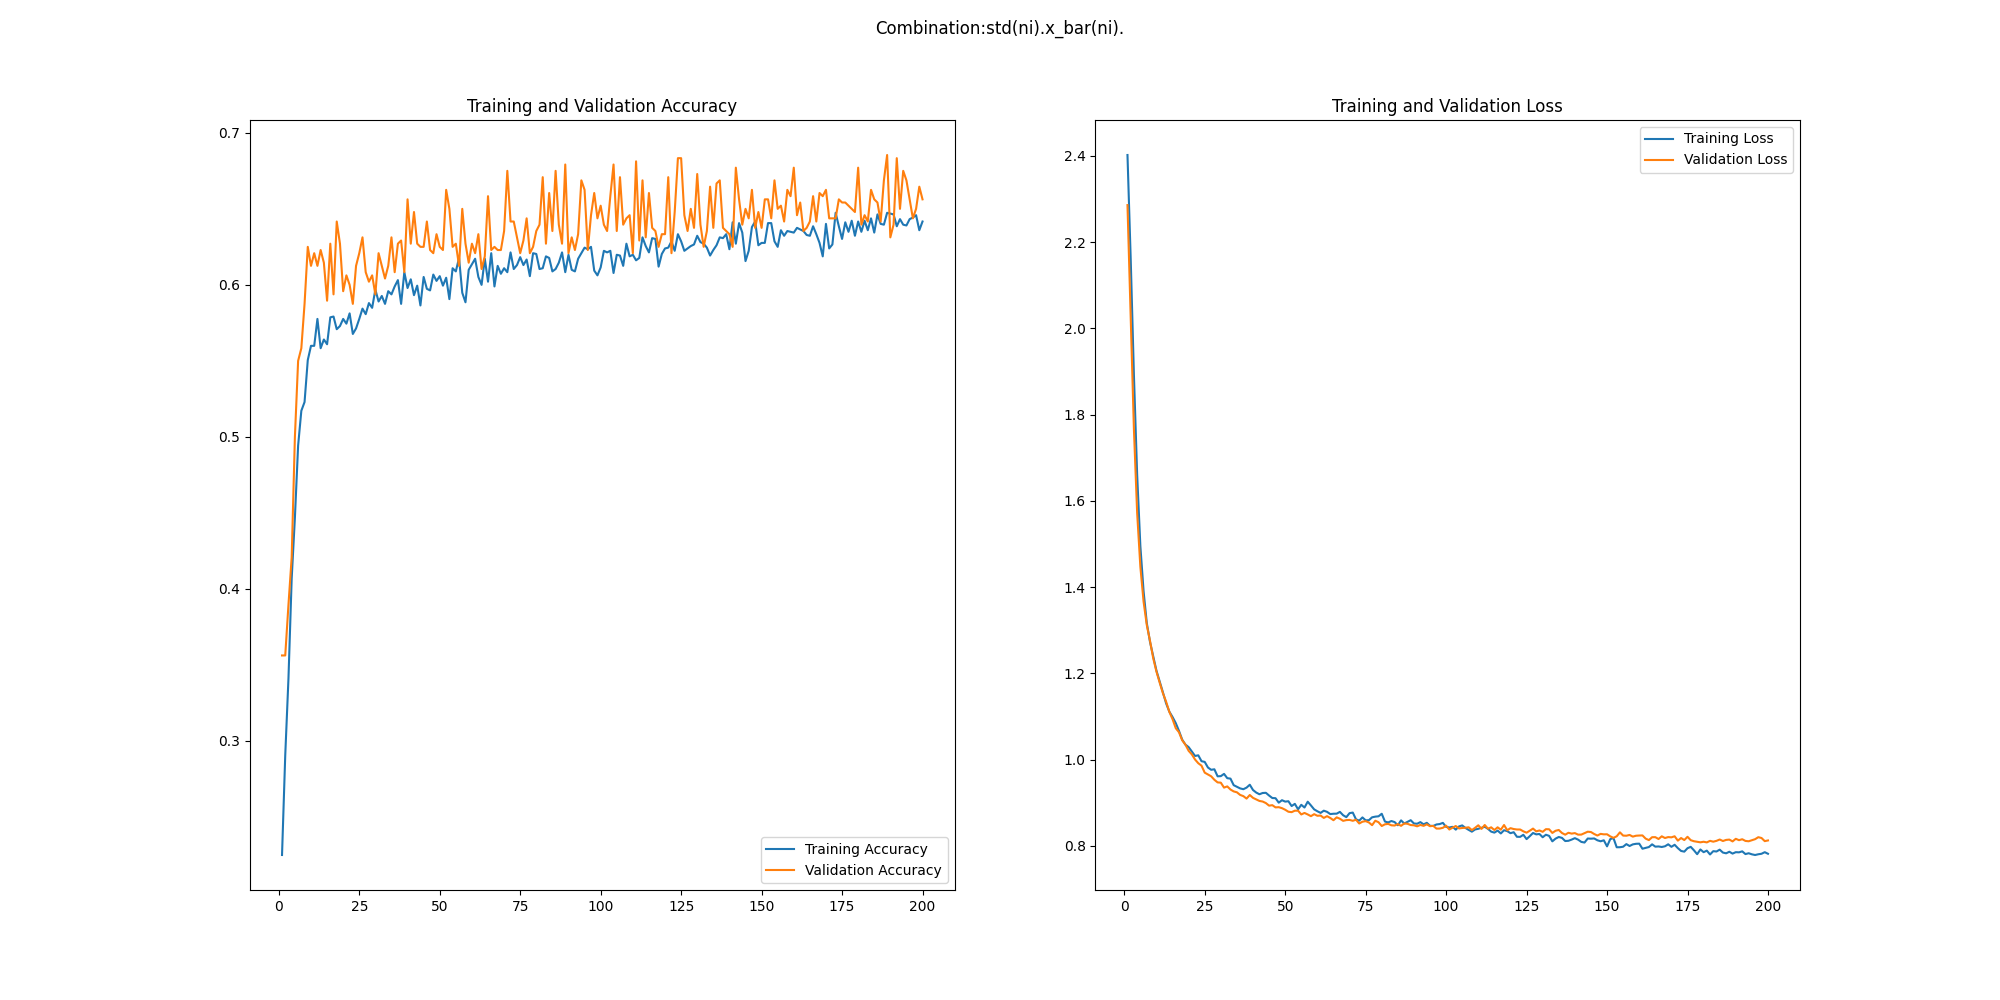 Combination:std(ni).x_bar(ni).
Training and Validation Accuracy
0.7
0.6
0.5
0.4
0.3
0 25 50 75 100 125 150 175 200
Training Accuracy
Validation Accuracy
Training and Validation Loss
2.4
2.2
2.0
1.8
1.6
1.4
1.2
1.0
0.8
0 25 50 75 100 125 150 175 200
Training Loss
Validation Loss